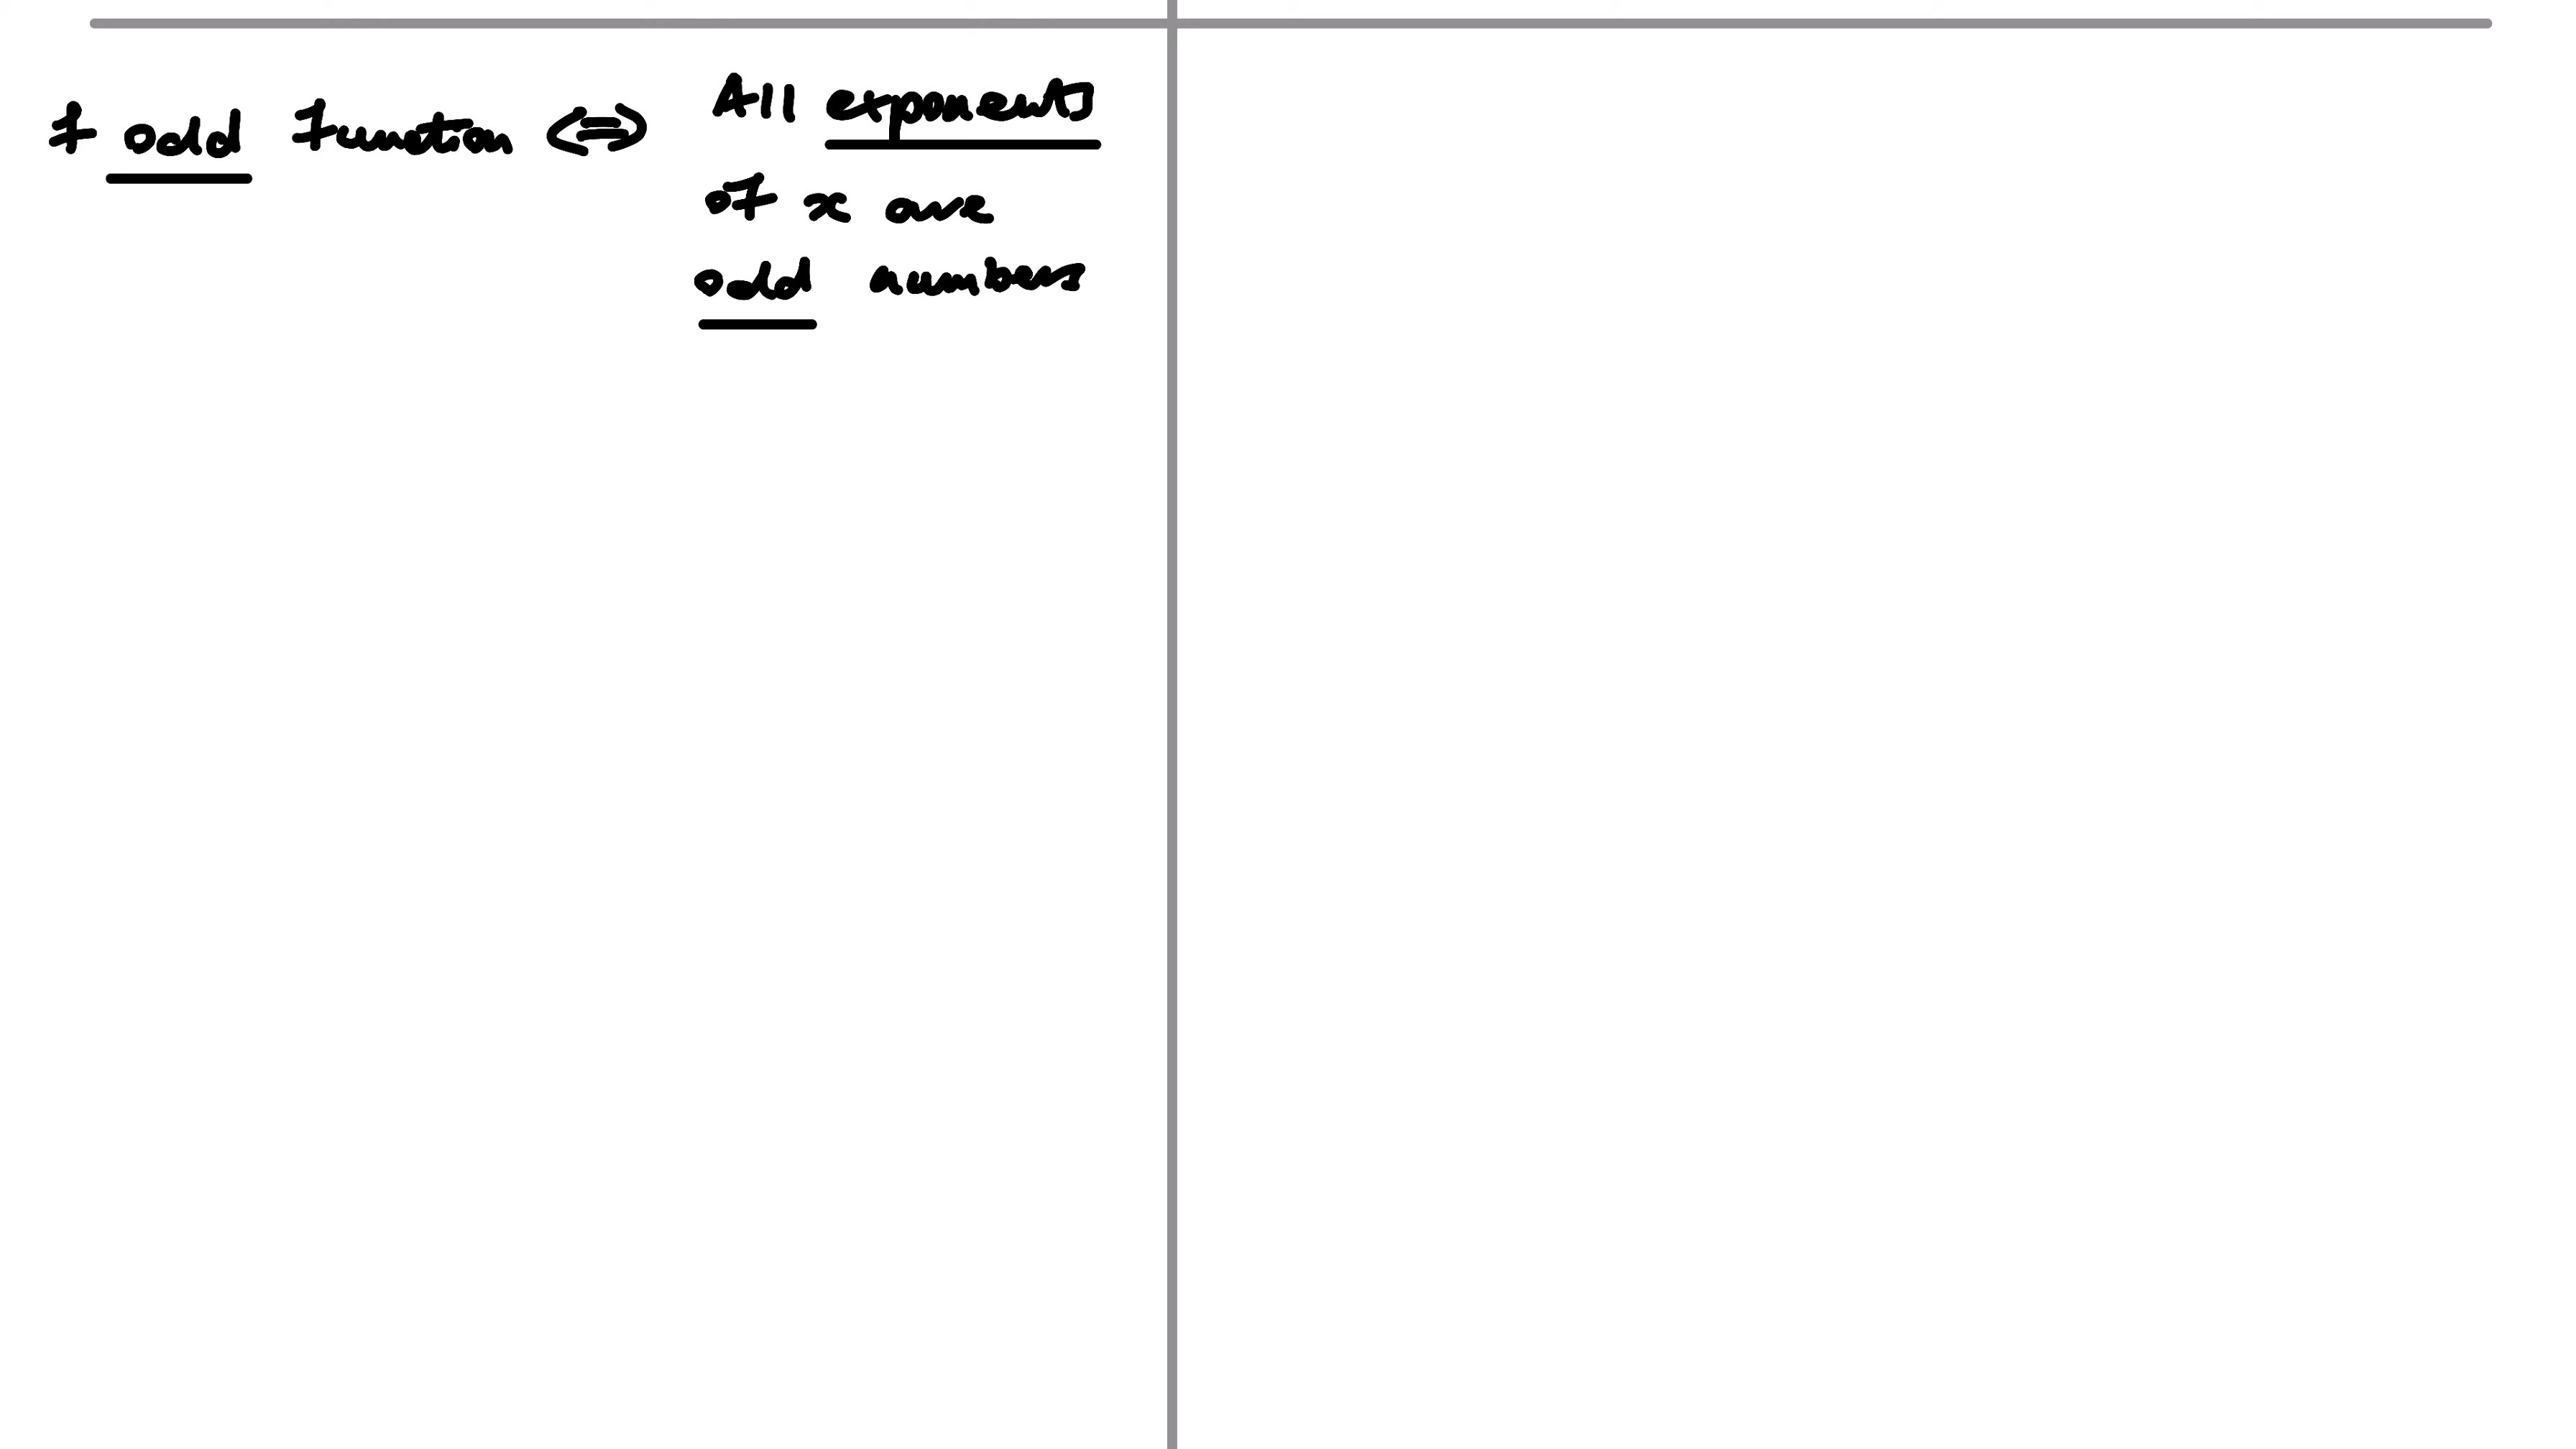 f odd function <=> All exponents
of x are
odd numbers